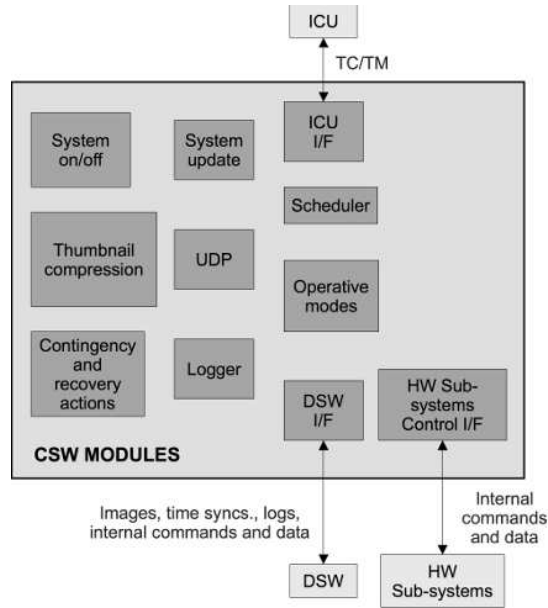 ICU
TC/TM
System
on/off
System
update
ICU
I/F
Scheduler
Thumbnail
compression
UDP
Operative
modes
Contingency
and
recovery
actions
Logger
DSW
I/F
HW Sub-
systems
Control I/F
CSW MODULES
Images, time syncs., logs,
internal commands and data
Internal
commands
and data
DSW
HW
Sub-systems